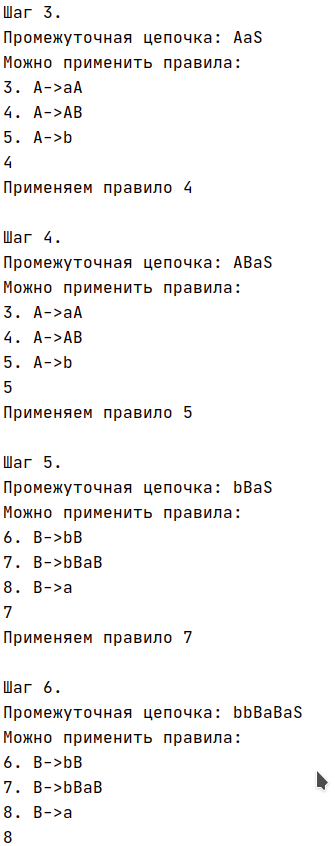 Шаг 3.
Промежуточная цепочка: AaS
Можно применить правила:
3. A->aA
4. A->AB
5. A->b
4
Применяем правило 4
Шаг 4.
Промежуточная цепочка: ABaS
Можно применить правила:
3. A->aA
4. A->AB
5. A->b
5
Применяем правило 5
Шаг 5.
Промежуточная цепочка: bBaS
Можно применить правила:
6. B->bB
7. B->bBaB
8. B->a
7
Применяем правило 7
Шаг 6.
Промежуточная цепочка: bbBaBaS
Можно применить правила:
6. B->bB
7. B->bBaB
8. B->a
8